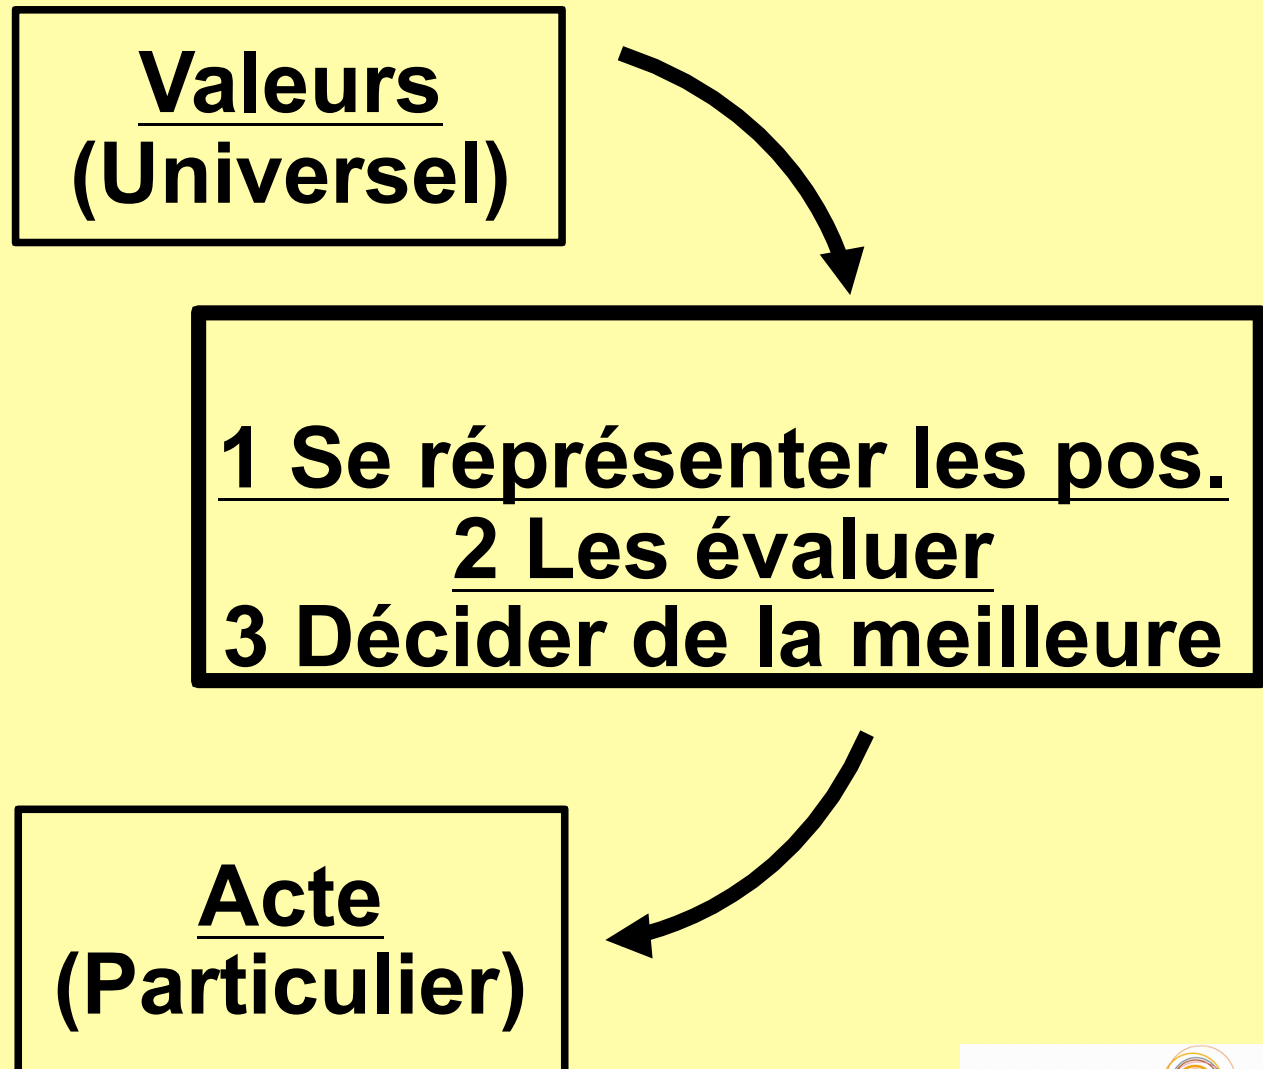 Valeurs
(Universel)
1 Se réprésenter les pos.
2 Les évaluer
3 Décider de la meilleure
Acte
(Particulier)